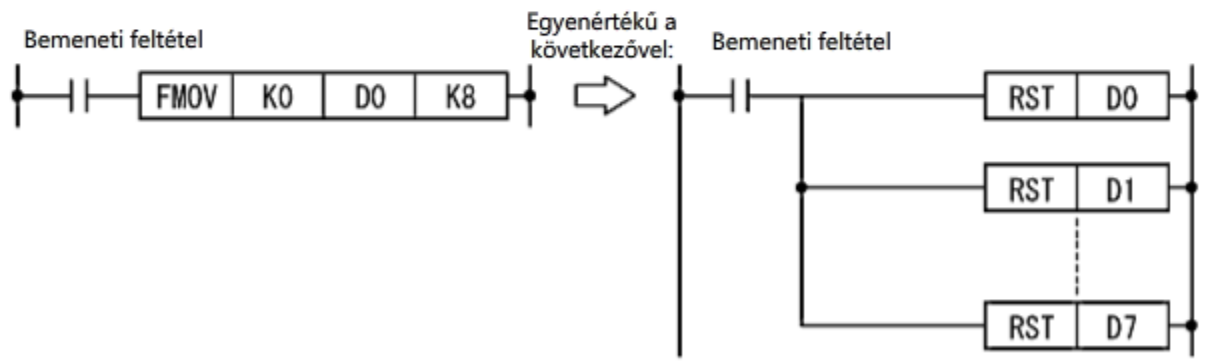 Bemeneti feltétel
FMOV K0 D0 K8
Egyenértékű a
következővel:
Bemeneti feltétel
RST D0
RST D1
RST D7